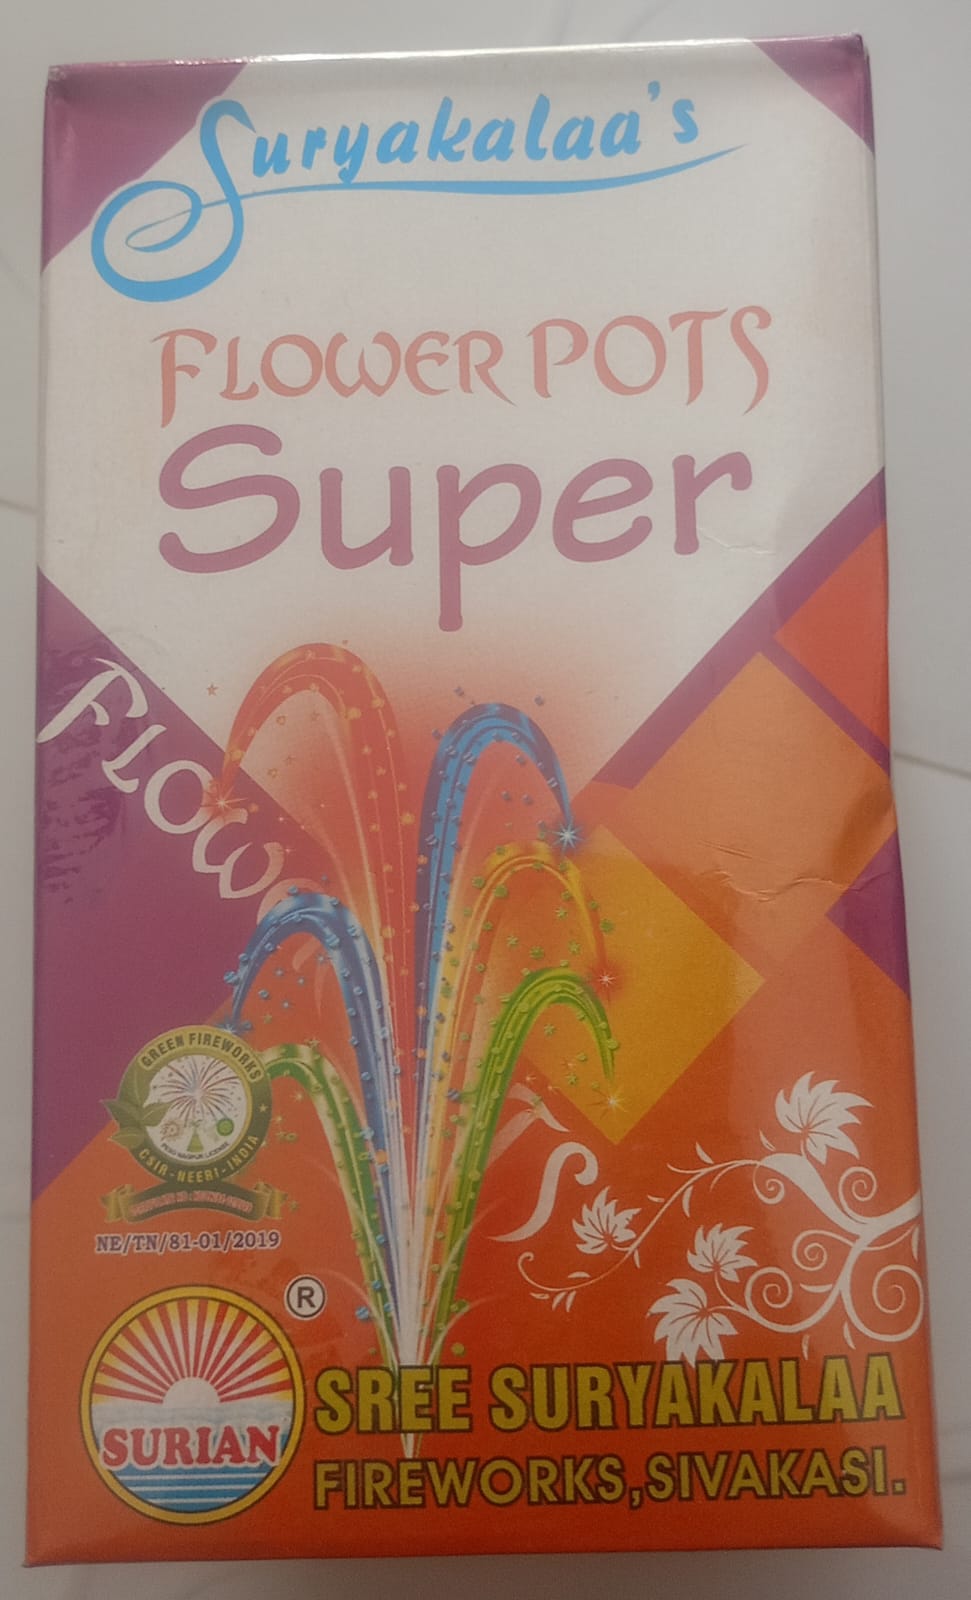 Suryakalaa's
FLOWER POTS
Super
FLOW
GREEN FIREWORKS
CSIR - NEERI - INDIA
NE/TN/81-01/2019
®
SURIAN
SREE SURYAKALAA
FIREWORKS,SIVAKASI.